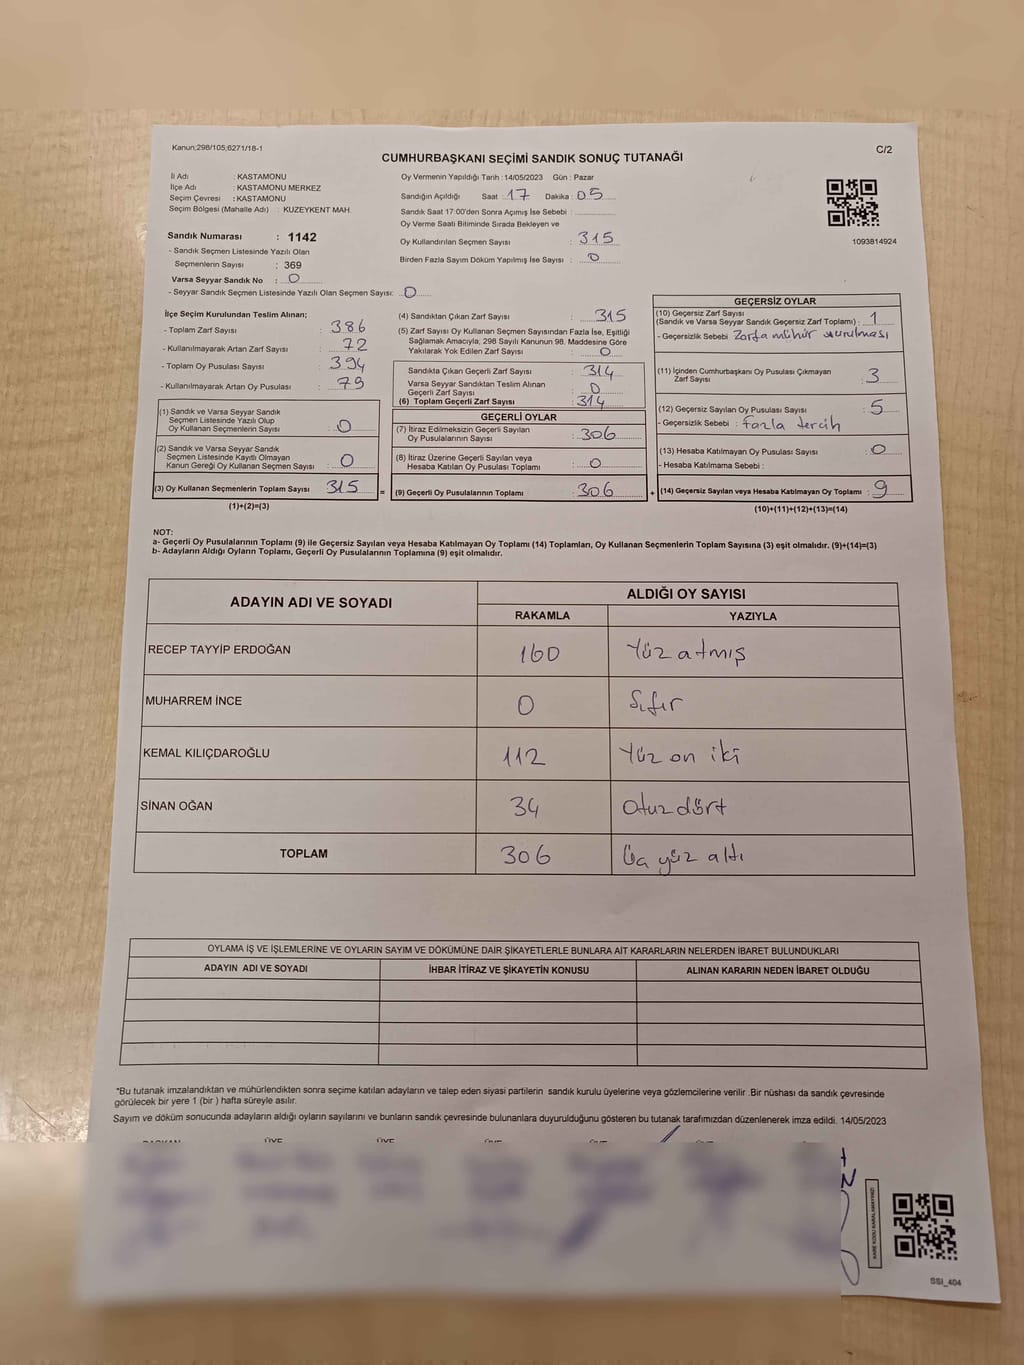 Kanun;298/105;6271/18-1
C/2
CUMHURBAŞKANI SEÇİMİ SANDIK SONUÇ TUTANAĞI
İli Adı : KASTAMONU
İlçe Adı : KASTAMONU MERKEZ
Seçim Çevresi : KASTAMONU
Seçim Bölgesi (Mahalle Adı) : KUZEYKENT MAH.
Sandık Numarası : 1142
- Sandık Seçmen Listesinde Yazılı Olan
Seçmenlerin Sayısı : 369
Varsa Seyyar Sandık No : 0
- Seyyar Sandık Seçmen Listesinde Yazılı Olan Seçmen Sayısı: 0
Oy Vermenin Yapıldığı Tarih : 14/05/2023 Gün : Pazar
Sandığın Açıldığı Saat 17 Dakika : 05
Sandık Saat 17:00'den Sonra Açılmış İse Sebebi :
Oy Verme Saati Bitiminde Sırada Bekleyen ve
Oy Kullandırılan Seçmen Sayısı : 315
Birden Fazla Sayım Döküm Yapılmış İse Sayısı : 0
1093814924
İlçe Seçim Kurulundan Teslim Alınan;
- Toplam Zarf Sayısı : 386
- Kullanılmayarak Artan Zarf Sayısı : 72
- Toplam Oy Pusulası Sayısı : 394
- Kullanılmayarak Artan Oy Pusulası : 79
(1) Sandık ve Varsa Seyyar Sandık
Seçmen Listesinde Yazılı Olup
Oy Kullanan Seçmenlerin Sayısı : 0
(2) Sandık ve Varsa Seyyar Sandık
Seçmen Listesinde Kaydı Olmayan
Kanun Gereği Oy Kullanan Seçmen Sayısı : 0
(3) Oy Kullanan Seçmenlerin Toplam Sayısı 315 =
(1)+(2)=(3)
(4) Sandıktan Çıkan Zarf Sayısı : 315
(5) Zarf Sayısı Oy Kullanan Seçmen Sayısından Fazla İse, Eşitliği
Sağlamak Amacıyla, 298 Sayılı Kanunun 98. Maddesine Göre
Yakılarak Yok Edilen Zarf Sayısı : 0
Sandıkta Çıkan Geçerli Zarf Sayısı : 314
Varsa Seyyar Sandıktan Teslim Alınan
Geçerli Zarf Sayısı : 0
(6) Toplam Geçerli Zarf Sayısı : 314
GEÇERLİ OYLAR
(7) İtiraz Edilmeksizin Geçerli Sayılan
Oy Pusulalarının Sayısı : 306
(8) İtiraz Üzerine Geçerli Sayılan veya
Hesaba Katılan Oy Pusulası Toplamı : 0
(9) Geçerli Oy Pusulalarının Toplamı : 306 +
GEÇERSİZ OYLAR
(10) Geçersiz Zarf Sayısı
(Sandık ve Varsa Seyyar Sandık Geçersiz Zarf Toplamı) : 1
- Geçersizlik Sebebi Zarfa mühür vurulması
(11) İçinden Cumhurbaşkanı Oy Pusulası Çıkmayan
Zarf Sayısı : 3
(12) Geçersiz Sayılan Oy Pusulası Sayısı : 5
- Geçersizlik Sebebi : fazla tercih
(13) Hesaba Katılmayan Oy Pusulası Sayısı : 0
- Hesaba Katılmama Sebebi :
(14) Geçersiz Sayılan veya Hesaba Katılmayan Oy Toplamı : 9
(10)+(11)+(12)+(13)=(14)
NOT:
a- Geçerli Oy Pusulalarının Toplamı (9) ile Geçersiz Sayılan veya Hesaba Katılmayan Oy Toplamı (14) Toplamları, Oy Kullanan Seçmenlerin Toplam Sayısına (3) eşit olmalıdır. (9)+(14)=(3)
b- Adayların Aldığı Oyların Toplamı, Geçerli Oy Pusulalarının Toplamına (9) eşit olmalıdır.
ADAYIN ADI VE SOYADI ALDIĞI OY SAYISI
RAKAMLA YAZIYLA
RECEP TAYYİP ERDOĞAN 160 Yüz atmış
MUHARREM İNCE 0 Sıfır
KEMAL KILIÇDAROĞLU 112 Yüz on iki
SİNAN OĞAN 34 Otuz dört
TOPLAM 306 Üç yüz altı
OYLAMA İŞ VE İŞLEMLERİNE VE OYLARIN SAYIM VE DÖKÜMÜNE DAİR ŞİKAYETLERLE BUNLARA AİT KARARLARIN NELERDEN İBARET BULUNDUKLARI
ADAYIN ADI VE SOYADI İHBAR İTİRAZ VE ŞİKAYETİN KONUSU ALINAN KARARIN NEDEN İBARET OLDUĞU
*Bu tutanak imzalandıktan ve mühürlendikten sonra seçime katılan adayların ve talep eden siyasi partilerin sandık kurulu üyelerine veya gözlemcilerine verilir .Bir nüshası da sandık çevresinde
görülecek bir yere 1 (bir ) hafta süreyle asılır.
Sayım ve döküm sonucunda adayların aldığı oyların sayılarını ve bunların sandık çevresinde bulunanlara duyurulduğunu gösteren bu tutanak tarafımızdan düzenlenerek imza edildi. 14/05/2023
ÜYE ÜYE
KARE KODU KARALAMAYINIZ!
SSI_404